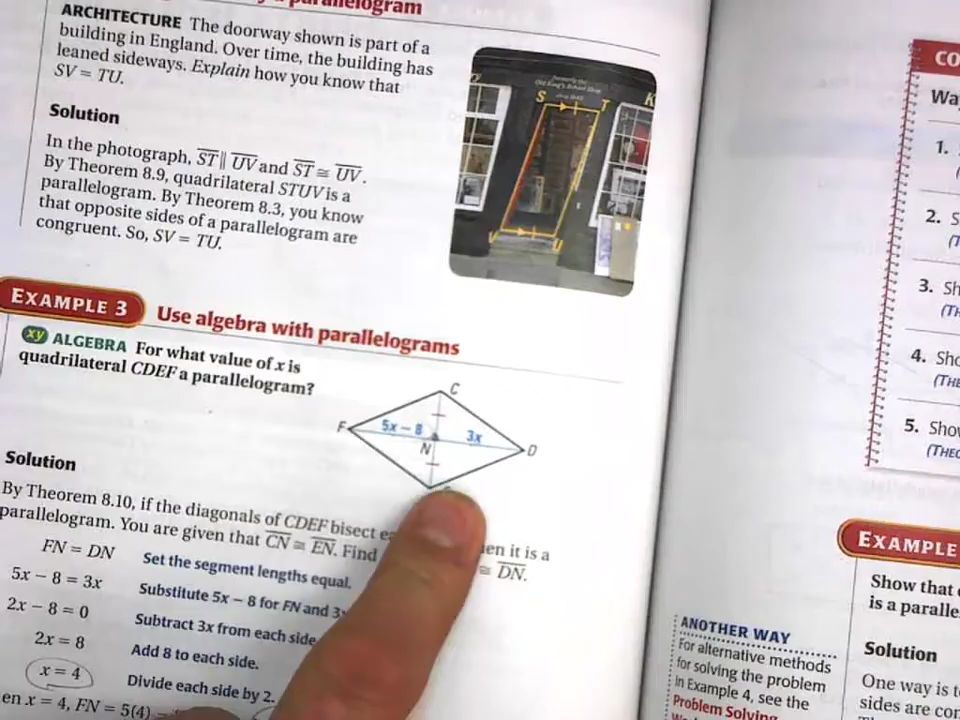 parallelogram
ARCHITECTURE The doorway shown is part of a
building in England. Over time, the building has
leaned sideways. Explain how you know that
SV = TU.
Solution
In the photograph, ST ∥ UV and ST ≅ UV.
By Theorem 8.9, quadrilateral STUV is a
parallelogram. By Theorem 8.3, you know
that opposite sides of a parallelogram are
congruent. So, SV = TU.
S T
V U
EXAMPLE 3 Use algebra with parallelograms
xy ALGEBRA For what value of x is
quadrilateral CDEF a parallelogram?
C
F 5x − 8 3x
N D
Solution
By Theorem 8.10, if the diagonals of CDEF bisect en it is a
parallelogram. You are given that CN ≅ EN. Find ≅ DN.
FN = DN Set the segment lengths equal.
5x − 8 = 3x Substitute 5x − 8 for FN and 3
2x − 8 = 0 Subtract 3x from each side
2x = 8 Add 8 to each side.
x = 4 Divide each side by 2.
en x = 4, FN = 5(4)
CO
Wa
1.
2. S
(T
3. Sh
(TH
4. Sho
(THE
5. Show
(THEO
EXAMPLE
Show that
is a paralle
ANOTHER WAY
For alternative methods
for solving the problem
in Example 4, see the
Problem Solving
Solution
One way is t
sides are con